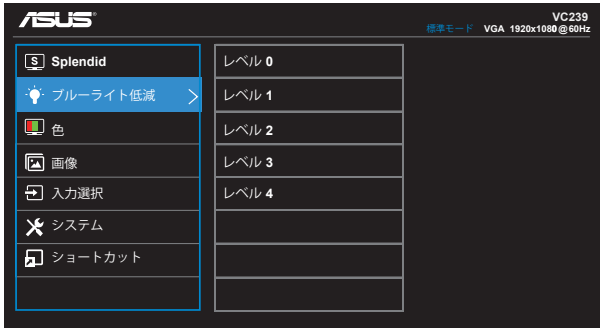 ASUS
VC239
標準モード VGA 1920x1080@60Hz
S Splendid
ブルーライト低減
色
画像
入力選択
システム
ショートカット
レベル 0
レベル 1
レベル 2
レベル 3
レベル 4